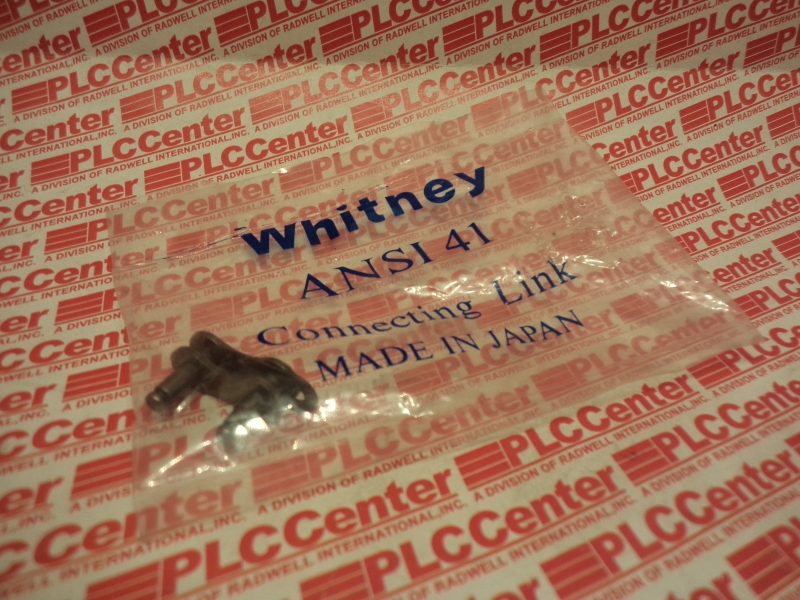 Whitney
ANSI 41
Connecting Link
MADE IN JAPAN
PLCCenter
A DIVISION OF RADWELL INTERNATIONAL, INC.